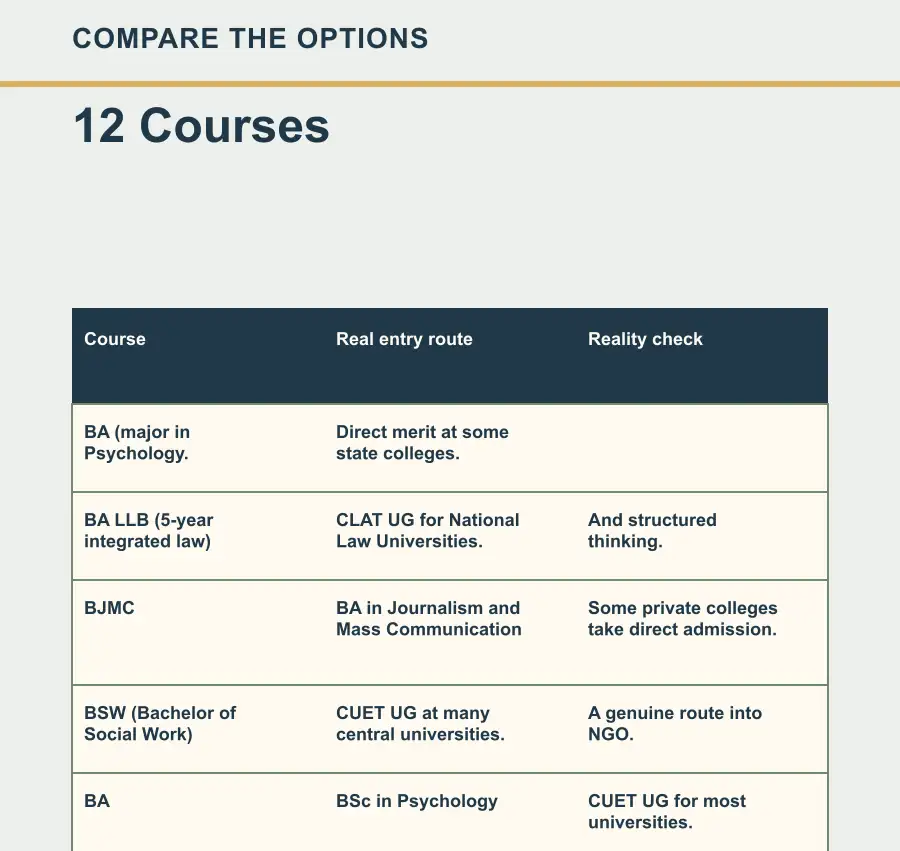 COMPARE THE OPTIONS
12 Courses
Course
Real entry route
Reality check
BA (major in
Psychology.
Direct merit at some
state colleges.
BA LLB (5-year
integrated law)
CLAT UG for National
Law Universities.
And structured
thinking.
BJMC
BA in Journalism and
Mass Communication
Some private colleges
take direct admission.
BSW (Bachelor of
Social Work)
CUET UG at many
central universities.
A genuine route into
NGO.
BA
BSc in Psychology
CUET UG for most
universities.